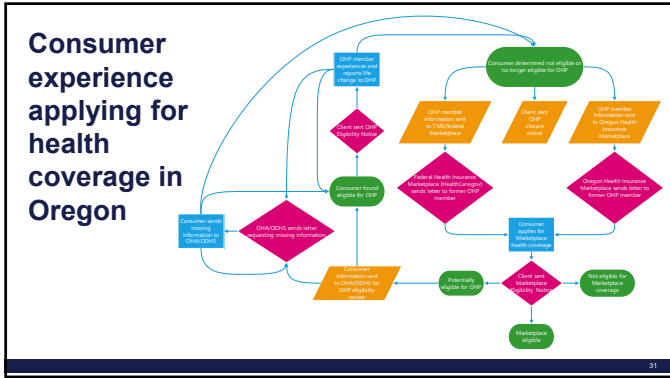 Consumer
experience
applying for
health
coverage in
Oregon
OHP member
experiences and
reports life
change to OHP
Consumer determined not eligible or
no longer eligible for OHP
OHP member
information sent
to CMS/federal
Marketplace
Client sent
OHP
closure
notice
OHP member
Information sent
to Oregon Health
Insurance
Marketplace
Client sent OHP
Eligibility Notice
Federal Health Insurance
Marketplace (HealthCare.gov)
sends letter to former OHP
member
Oregon Health Insurance
Marketplace sends letter to
former OHP member
Consumer found
eligible for OHP
Consumer sends
missing
information to
OHA/ODHS
OHA/ODHS sends letter
requesting missing information
Consumer
applies for
Marketplace
health coverage
Consumer
information sent
to OHA/ODHS for
OHP eligibility
review
Potentially
eligible for OHP
Client sent
Marketplace
Eligibility Notice
Not eligible for
Marketplace
coverage
Marketplace
eligible
31